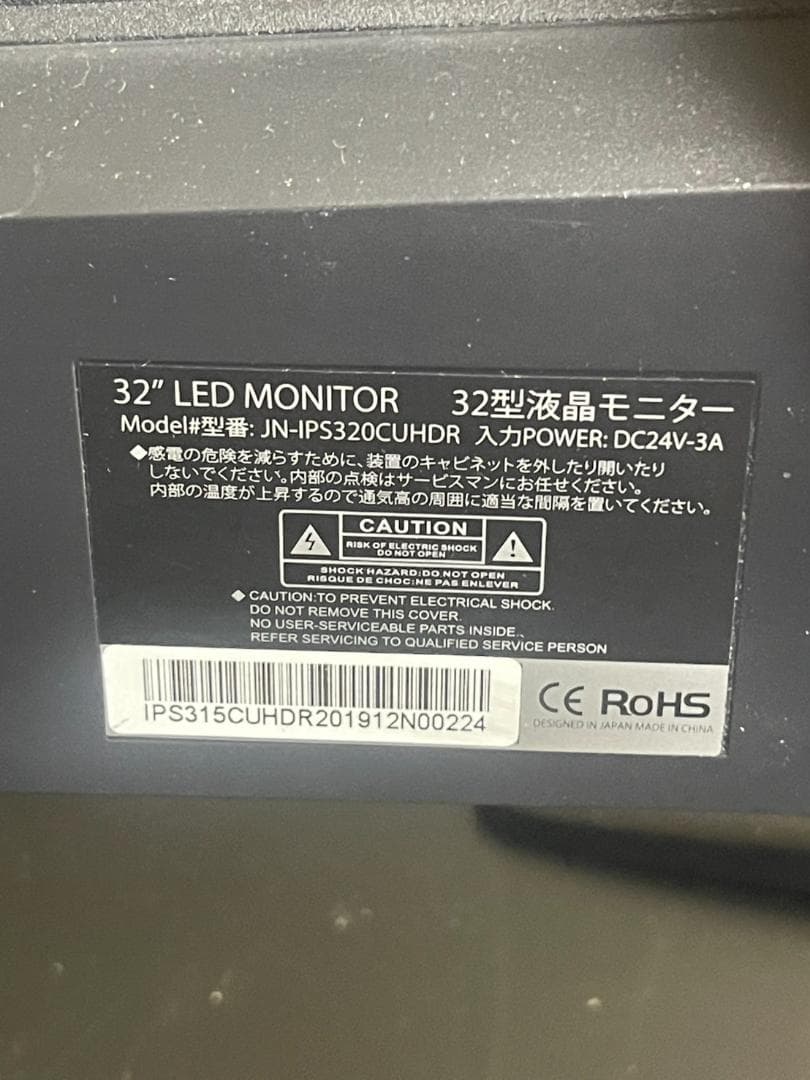 32" LED MONITOR 32型液晶モニター
Model#型番: JN-IPS320CUHDR 入力POWER: DC24V-3A
◆感電の危険を減らすために、装置のキャビネットを外したり開いたり
しないでください。内部の点検はサービスマンにお任せください。
内部の温度が上昇するので通気高の周囲に適当な間隔を置いてください。
CAUTION
RISK OF ELECTRIC SHOCK
DO NOT OPEN
SHOCK HAZARD:DO NOT OPEN
RISQUE DE CHOC:NE PAS ENLEVER
◆ CAUTION:TO PREVENT ELECTRICAL SHOCK.
DO NOT REMOVE THIS COVER.
NO USER-SERVICEABLE PARTS INSIDE.
REFER SERVICING TO QUALIFIED SERVICE PERSON
IPS315CUHDR201912N00224
CE RoHS
DESIGNED IN JAPAN MADE IN CHINA